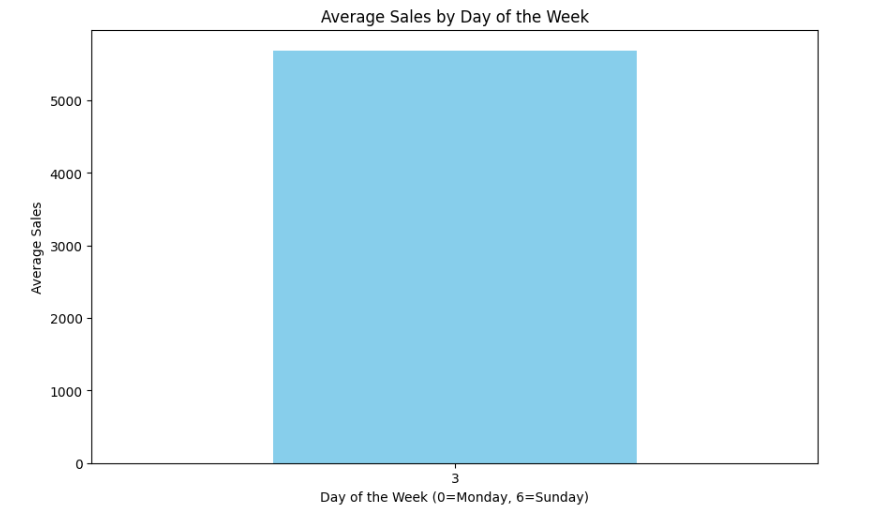 Average Sales by Day of the Week
5000
4000
3000
2000
1000
0
Average Sales
3
Day of the Week (0=Monday, 6=Sunday)